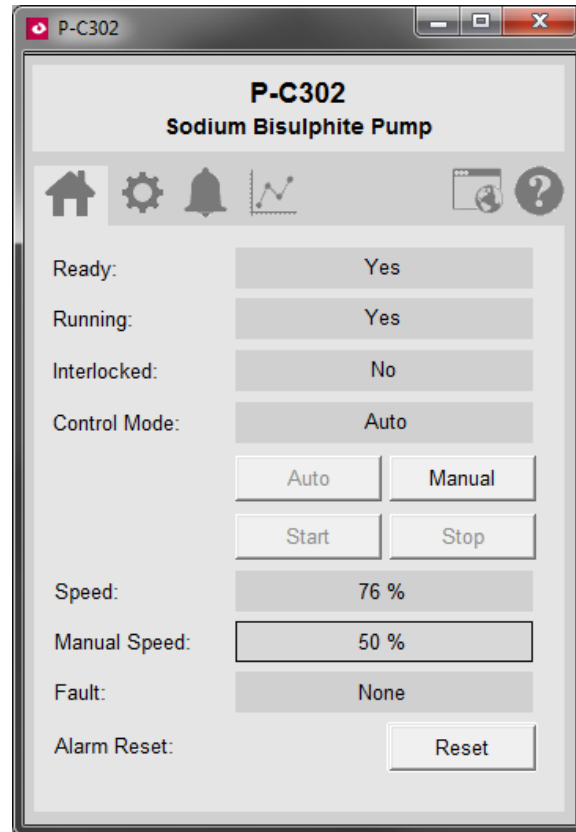 P-C302
P-C302
Sodium Bisulphite Pump
?
Ready: Yes
Running: Yes
Interlocked: No
Control Mode: Auto
Auto Manual
Start Stop
Speed: 76 %
Manual Speed: 50 %
Fault: None
Alarm Reset: Reset